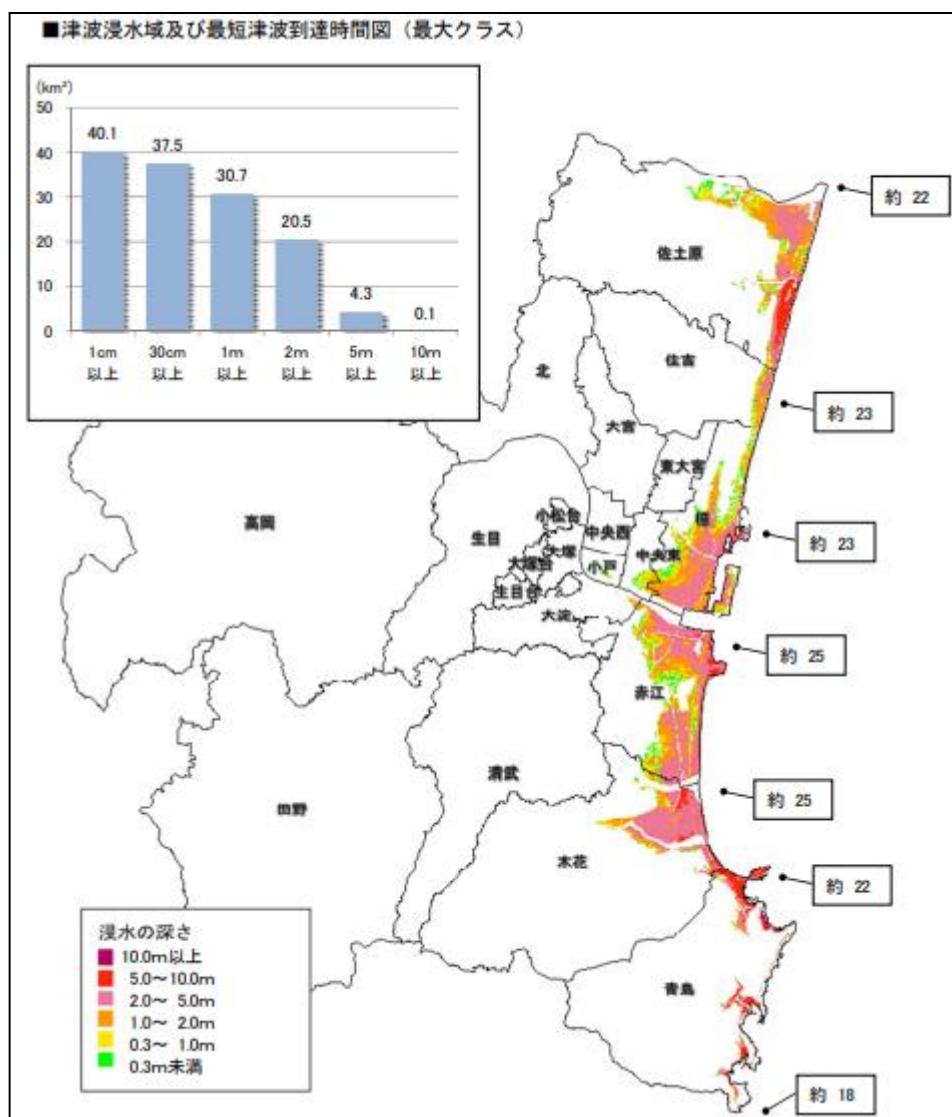 ■津波浸水域及び最短津波到達時間図（最大クラス）
(km²)
50
40
30
20
10
0
40.1
37.5
30.7
20.5
4.3
0.1
1cm
以上
30cm
以上
1m
以上
2m
以上
5m
以上
10m
以上
約 22
佐土原
住吉
北
約 23
大宮
東大宮
檍
約 23
高岡
生目
小松台
中央西
大塚
中央東
大塚台
小戸
生目台
大淀
約 25
赤江
清武
田野
約 25
木花
約 22
青島
約 18
浸水の深さ
10.0m以上
5.0～10.0m
2.0～ 5.0m
1.0～ 2.0m
0.3～ 1.0m
0.3m未満